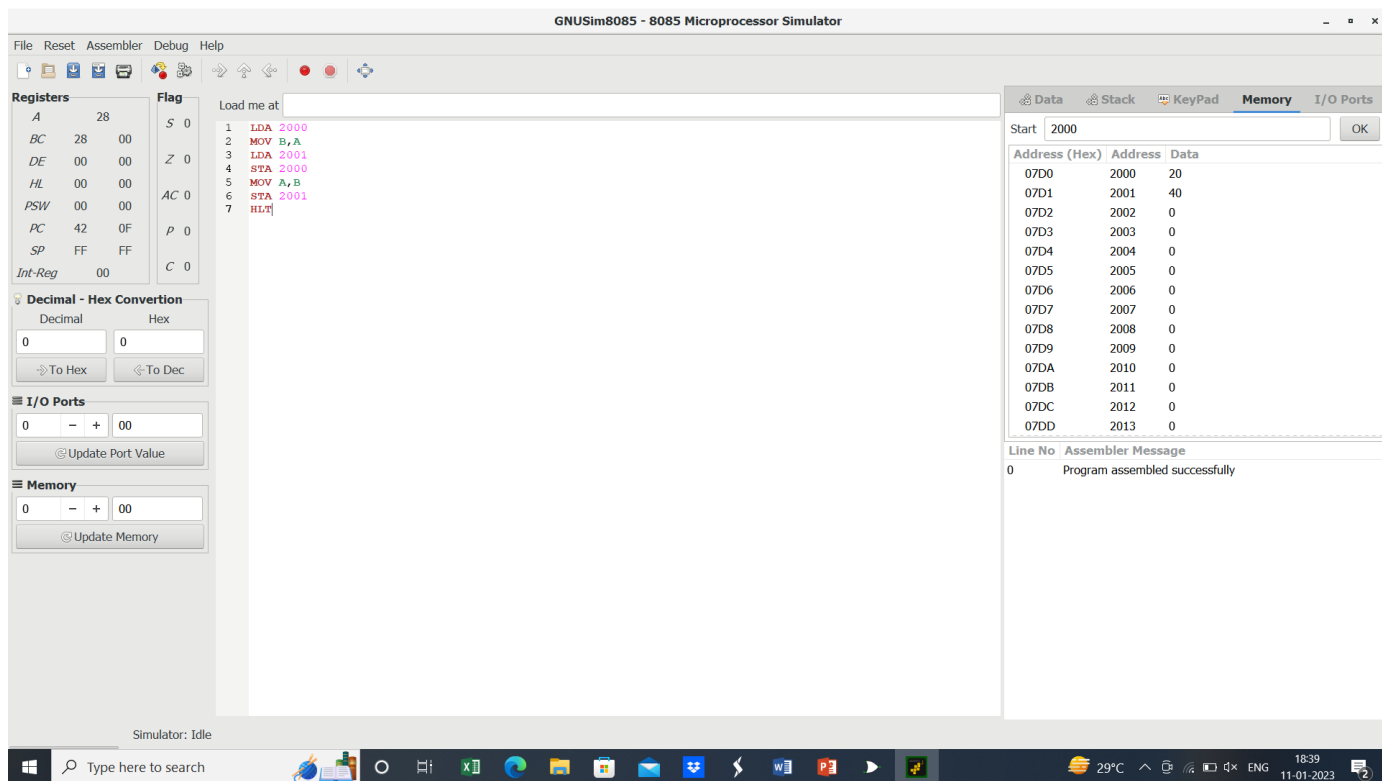 GNUSim8085 - 8085 Microprocessor Simulator
File Reset Assembler Debug Help
Registers
A 28
BC 28 00
DE 00 00
HL 00 00
PSW 00 00
PC 42 0F
SP FF FF
Int-Reg 00
Flag
S 0
Z 0
AC 0
P 0
C 0
Decimal - Hex Convertion
Decimal Hex
0 0
To Hex To Dec
I/O Ports
0 - + 00
Update Port Value
Memory
0 - + 00
Update Memory
Load me at
1 LDA 2000
2 MOV B,A
3 LDA 2001
4 STA 2000
5 MOV A,B
6 STA 2001
7 HLT
Data Stack KeyPad Memory I/O Ports
Start 2000 OK
Address (Hex) Address Data
07D0 2000 20
07D1 2001 40
07D2 2002 0
07D3 2003 0
07D4 2004 0
07D5 2005 0
07D6 2006 0
07D7 2007 0
07D8 2008 0
07D9 2009 0
07DA 2010 0
07DB 2011 0
07DC 2012 0
07DD 2013 0
Line No Assembler Message
0 Program assembled successfully
Simulator: Idle
Type here to search
29°C ENG
18:39
11-01-2023
2